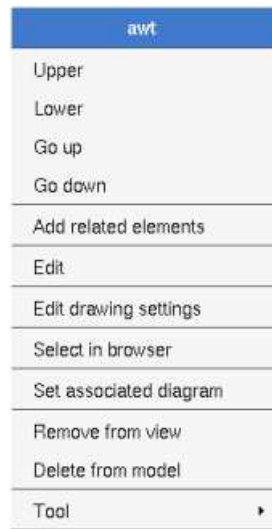 awt
Upper
Lower
Go up
Go down
Add related elements
Edit
Edit drawing settings
Select in browser
Set associated diagram
Remove from view
Delete from model
Tool